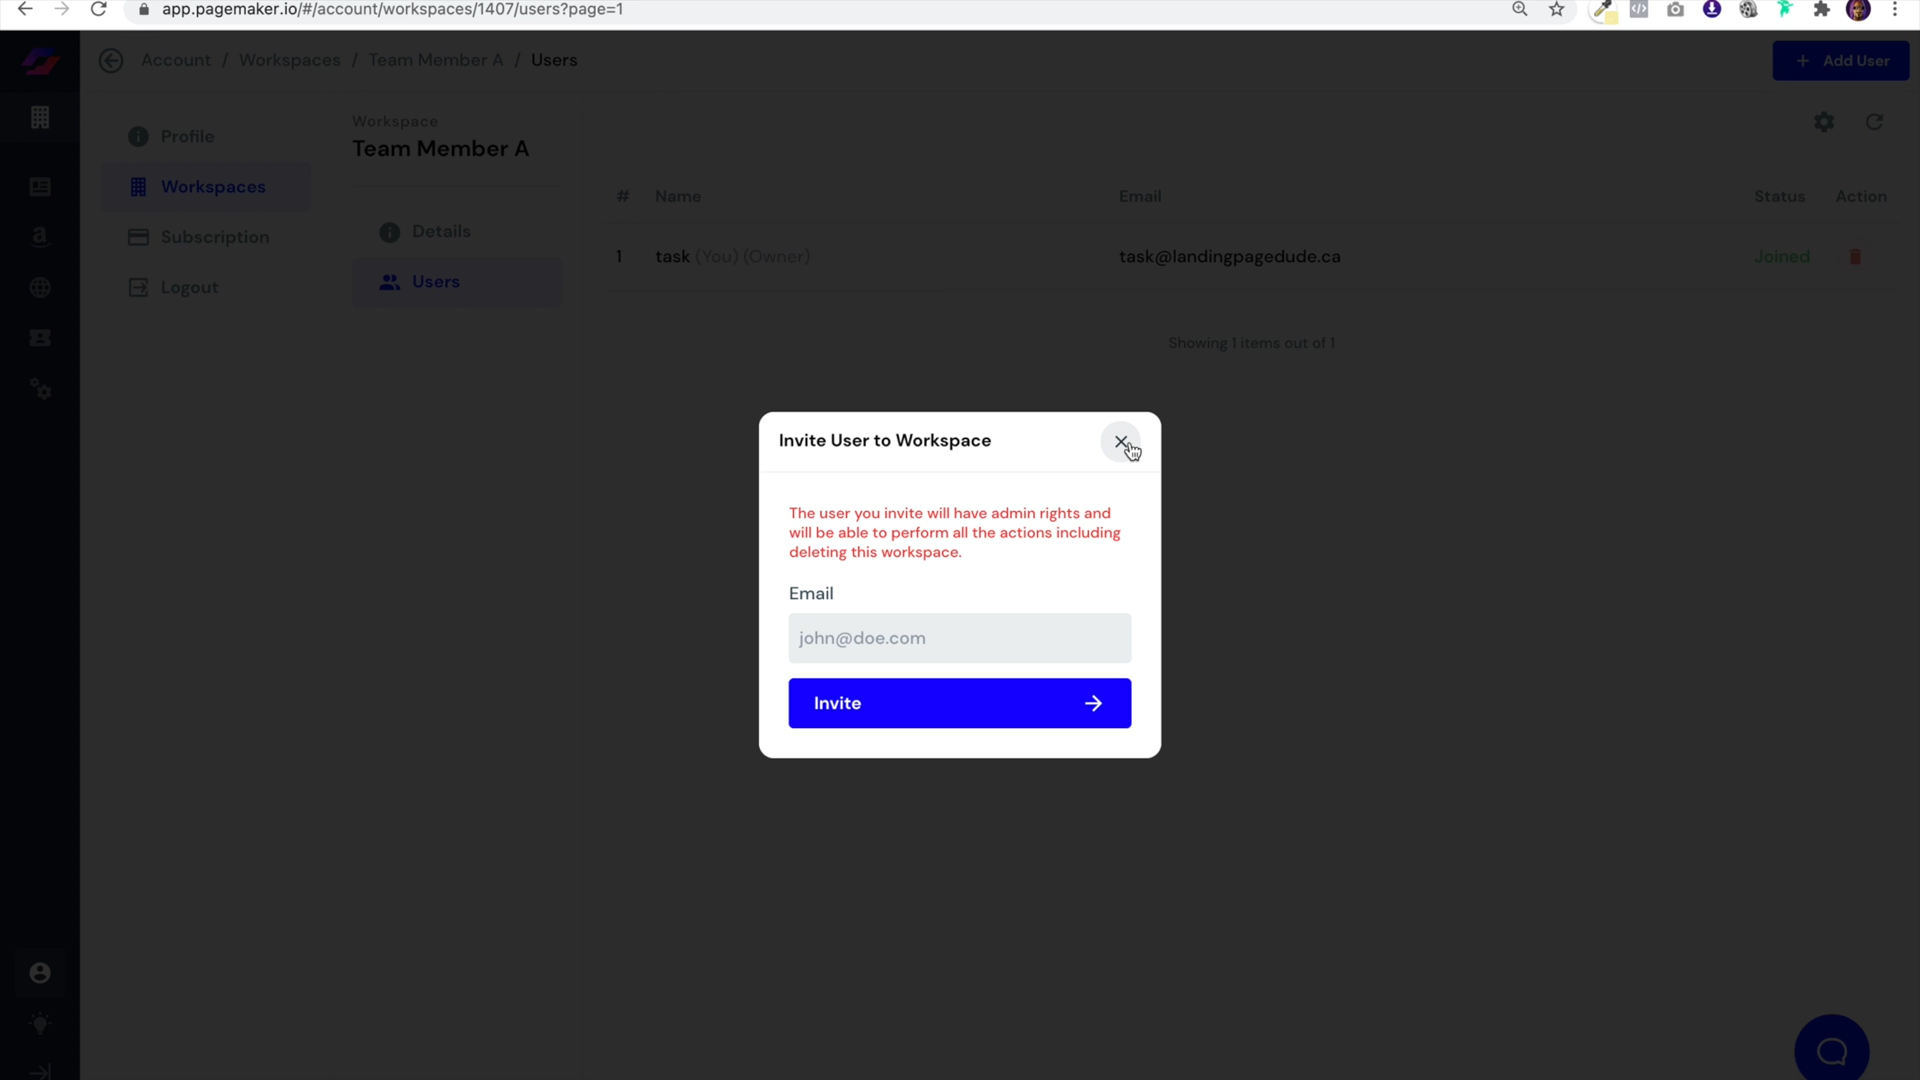 app.pagemaker.io/#/account/workspaces/1407/users?page=1
Account / Workspaces / Team Member A / Users
+ Add User
Profile
Workspaces
Subscription
Logout
Workspace
Team Member A
Details
Users
# Name Email Status Action
1 task (You) (Owner) task@landingpagedude.ca Joined
Showing 1 items out of 1
Invite User to Workspace
The user you invite will have admin rights and
will be able to perform all the actions including
deleting this workspace.
Email
john@doe.com
Invite